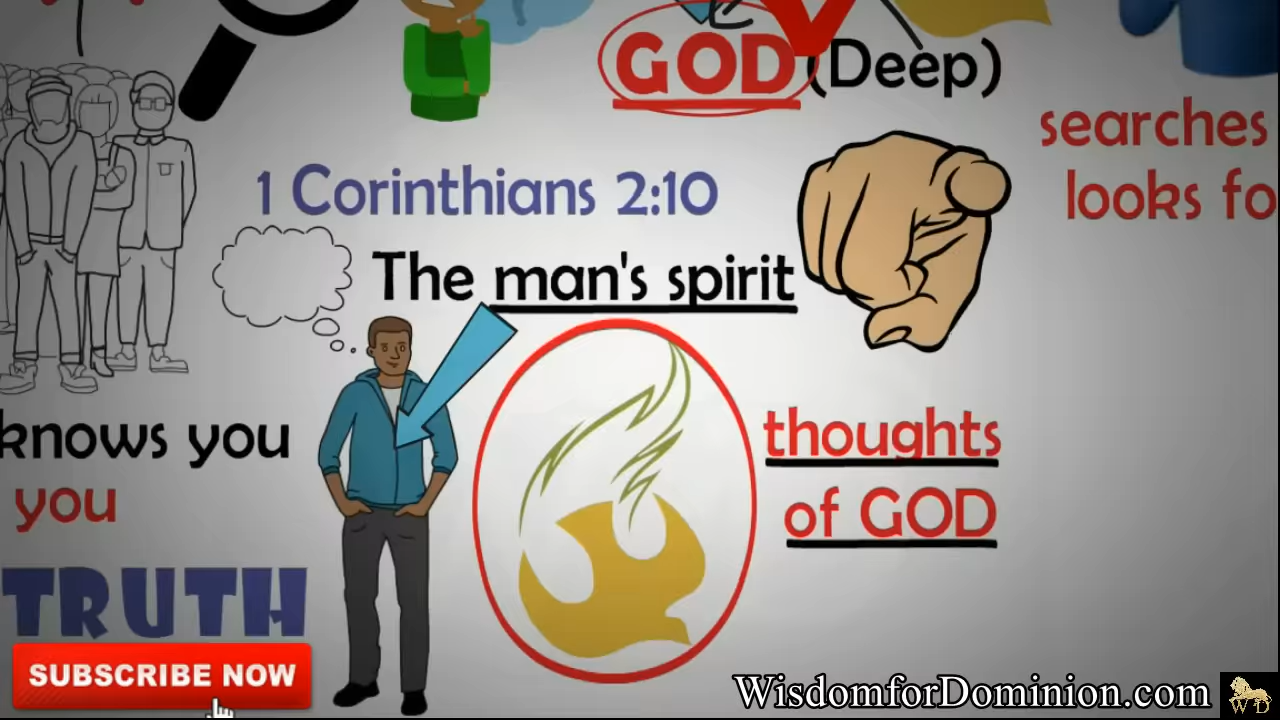 GOD (Deep)
searches
looks fo
1 Corinthians 2:10
The man's spirit
knows you
you
thoughts
of GOD
TRUTH
SUBSCRIBE NOW
WisdomforDominion.com
W D